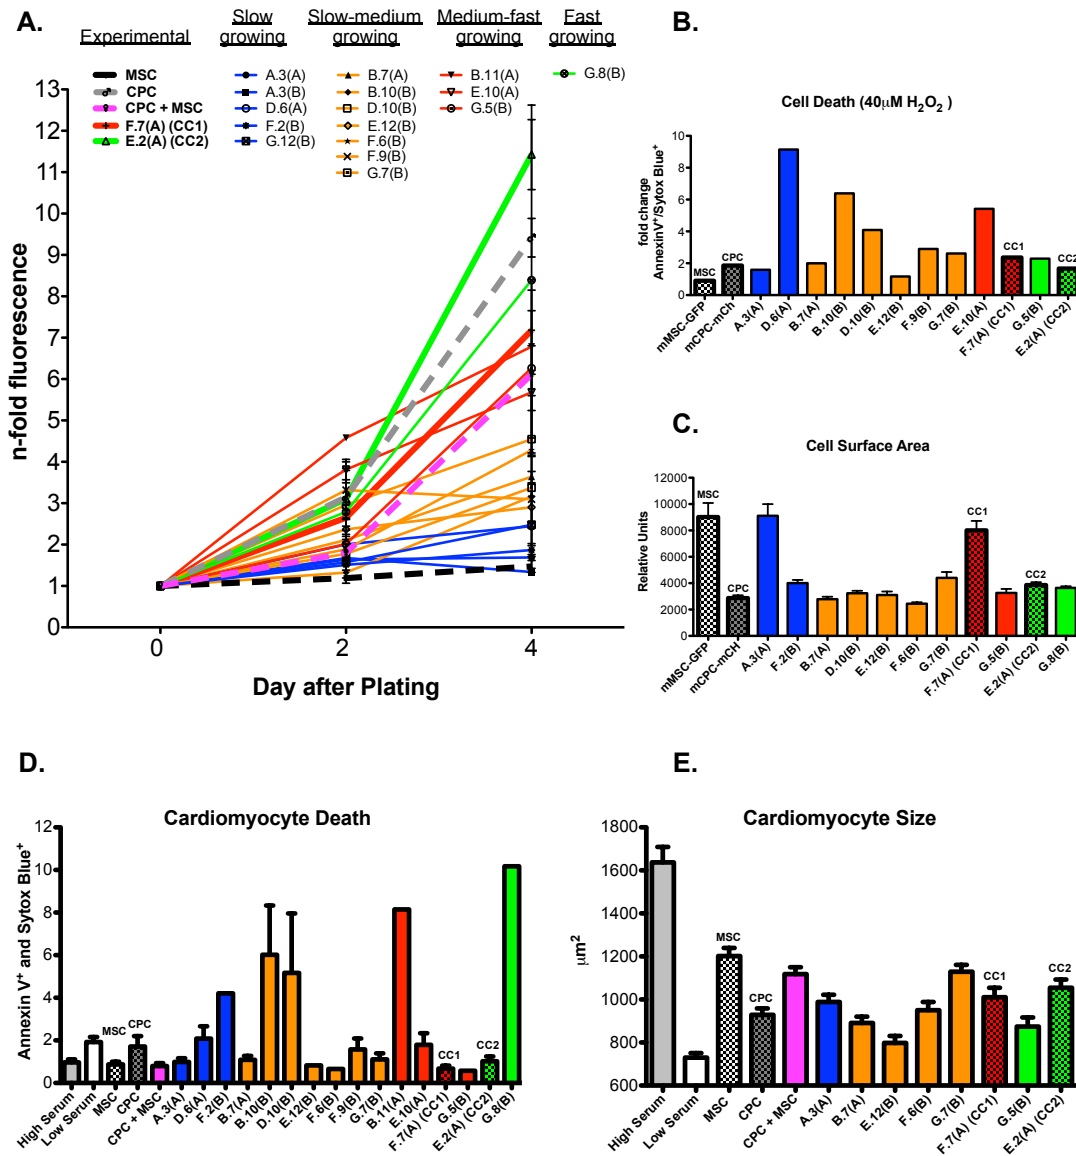 A.
Experimental
MSC
CPC
CPC + MSC
F.7(A) (CC1)
E.2(A) (CC2)
Slow
growing
A.3(A)
A.3(B)
D.6(A)
F.2(B)
G.12(B)
Slow-medium
growing
B.7(A)
B.10(B)
D.10(B)
E.12(B)
F.6(B)
F.9(B)
G.7(B)
Medium-fast
growing
B.11(A)
E.10(A)
G.5(B)
Fast
growing
G.8(B)
n-fold fluorescence
13
12
11
10
9
8
7
6
5
4
3
2
1
0
0 2 4
Day after Plating
B.
Cell Death (40μM H₂O₂ )
fold change
AnnexinV⁺/Sytox Blue⁺
10
8
6
4
2
0
MSC
CPC
CC1
CC2
mMSC-GFP
mCPC-mCh
A.3(A)
D.6(A)
B.7(A)
B.10(B)
D.10(B)
E.12(B)
F.9(B)
G.7(B)
E.10(A)
F.7(A) (CC1)
G.5(B)
E.2(A) (CC2)
C.
Cell Surface Area
Relative Units
12000
10000
8000
6000
4000
2000
0
MSC
CPC
CC1
CC2
mMSC-GFP
mCPC-mCH
A.3(A)
F.2(B)
B.7(A)
D.10(B)
E.12(B)
F.6(B)
G.7(B)
F.7(A) (CC1)
G.5(B)
E.2(A) (CC2)
G.8(B)
D.
Cardiomyocyte Death
Annexin V⁺ and Sytox Blue⁺
12
10
8
6
4
2
0
MSC
CPC
CC1
CC2
High Serum
Low Serum
MSC
CPC
CPC + MSC
A.3(A)
D.6(A)
F.2(B)
B.7(A)
B.10(B)
D.10(B)
E.12(B)
F.6(B)
F.9(B)
G.7(B)
B.11(A)
E.10(A)
F.7(A) (CC1)
G.5(B)
E.2(A) (CC2)
G.8(B)
E.
Cardiomyocyte Size
μm²
1800
1600
1400
1200
1000
800
600
MSC
CPC
CC1
CC2
High Serum
Low Serum
MSC
CPC
CPC + MSC
A.3(A)
B.7(A)
E.12(B)
F.6(B)
G.7(B)
F.7(A) (CC1)
G.5(B)
E.2(A) (CC2)